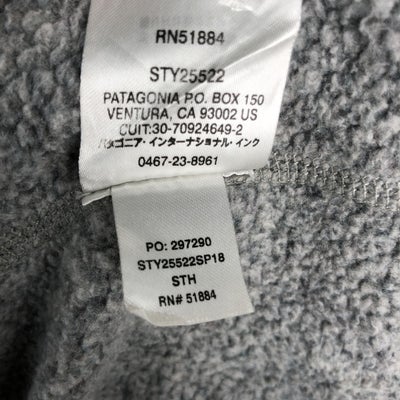 RN51884
STY25522
PATAGONIA P.O. BOX 150
VENTURA, CA 93002 US
CUIT:30-70924649-2
パタゴニア・インターナショナル・インク
0467-23-8961
PO: 297290
STY25522SP18
STH
RN# 51884